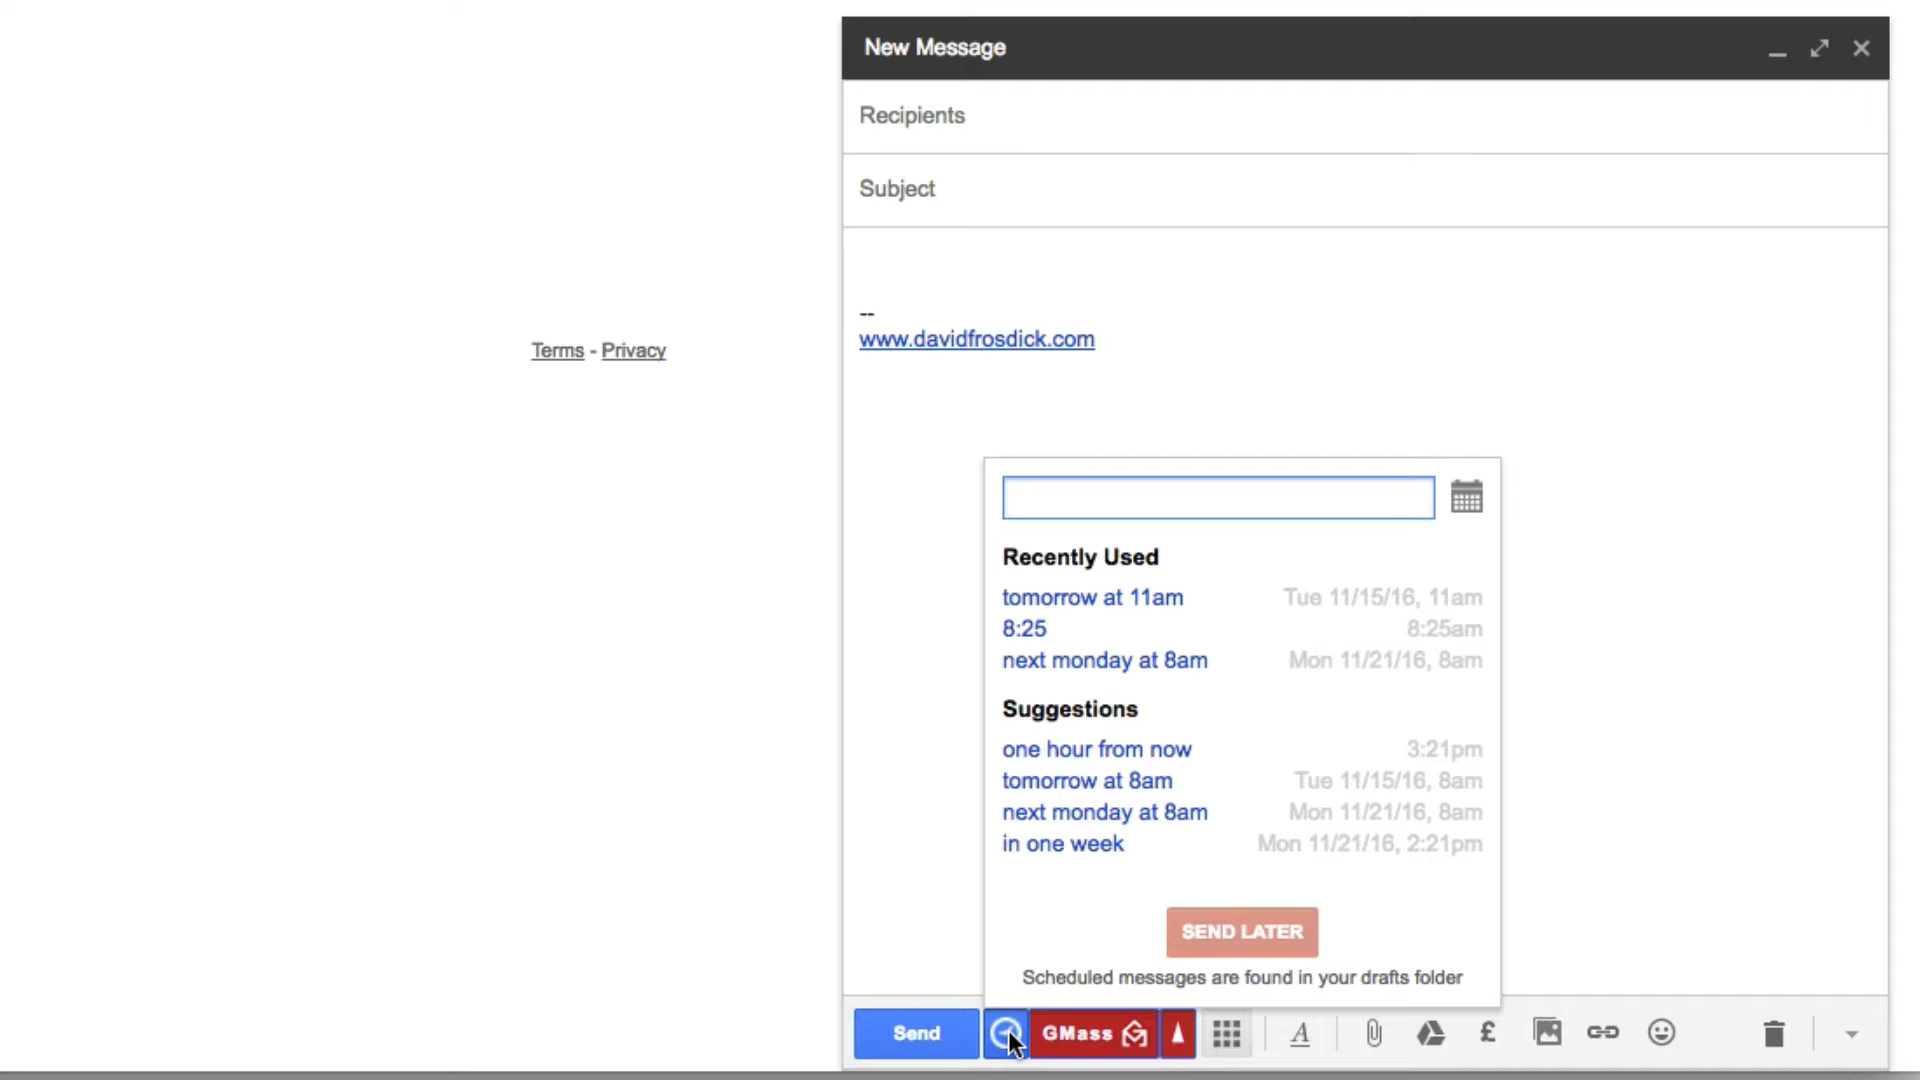 New Message
Recipients
Subject
--
www.davidfrosdick.com
Terms - Privacy
Recently Used
tomorrow at 11am Tue 11/15/16, 11am
8:25 8:25am
next monday at 8am Mon 11/21/16, 8am
Suggestions
one hour from now 3:21pm
tomorrow at 8am Tue 11/15/16, 8am
next monday at 8am Mon 11/21/16, 8am
in one week Mon 11/21/16, 2:21pm
SEND LATER
Scheduled messages are found in your drafts folder
Send GMass A £